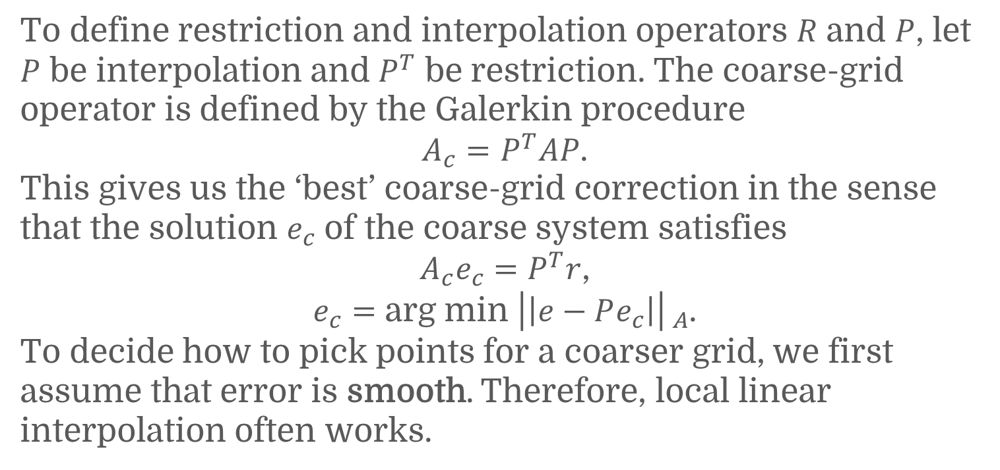 To define restriction and interpolation operators R and P, let
P be interpolation and Pᵀ be restriction. The coarse-grid
operator is defined by the Galerkin procedure
A_c = PᵀAP.
This gives us the ‘best’ coarse-grid correction in the sense
that the solution e_c of the coarse system satisfies
A_c e_c = Pᵀr,
e_c = arg min ||e − Pe_c||_A.
To decide how to pick points for a coarser grid, we first
assume that error is smooth. Therefore, local linear
interpolation often works.